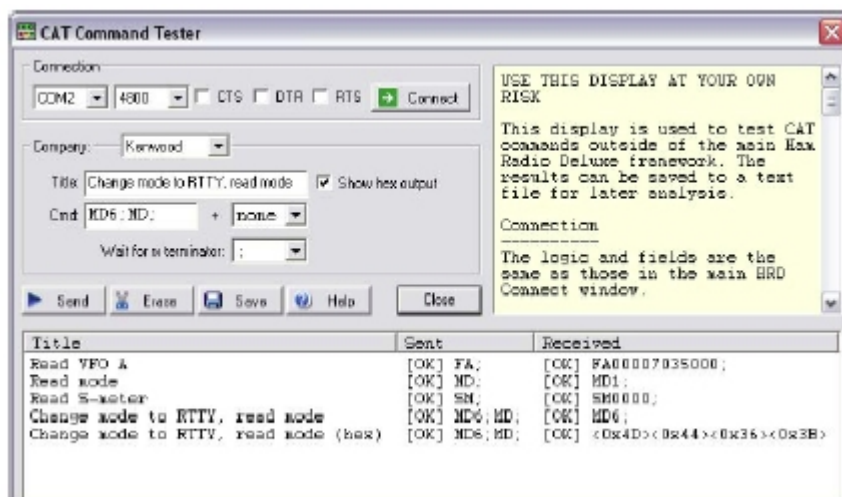 CAT Command Tester
Connection
COM2 4800 CTS DTR RTS Connect
Company: Kenwood
Title: Change mode to RTTY, read mode Show hex output
Cmd: MD6;MD; + none
Wait for rx terminator: ;
Send Erase Save Help Close
USE THIS DISPLAY AT YOUR OWN
RISK
This display is used to test CAT
commands outside of the main Ham
Radio Deluxe framework. The
results can be saved to a text
file for later analysis.
Connection
----------
The logic and fields are the
same as those in the main HRD
Connect window.
Title Sent Received
Read VFO A [OK] FA; [OK] FA00007035000;
Read mode [OK] MD; [OK] MD1;
Read S-meter [OK] SM; [OK] SM0000;
Change mode to RTTY, read mode [OK] MD6;MD; [OK] MD6;
Change mode to RTTY, read mode (hex) [OK] MD6;MD; [OK] <0x4D><0x44><0x36><0x3B>